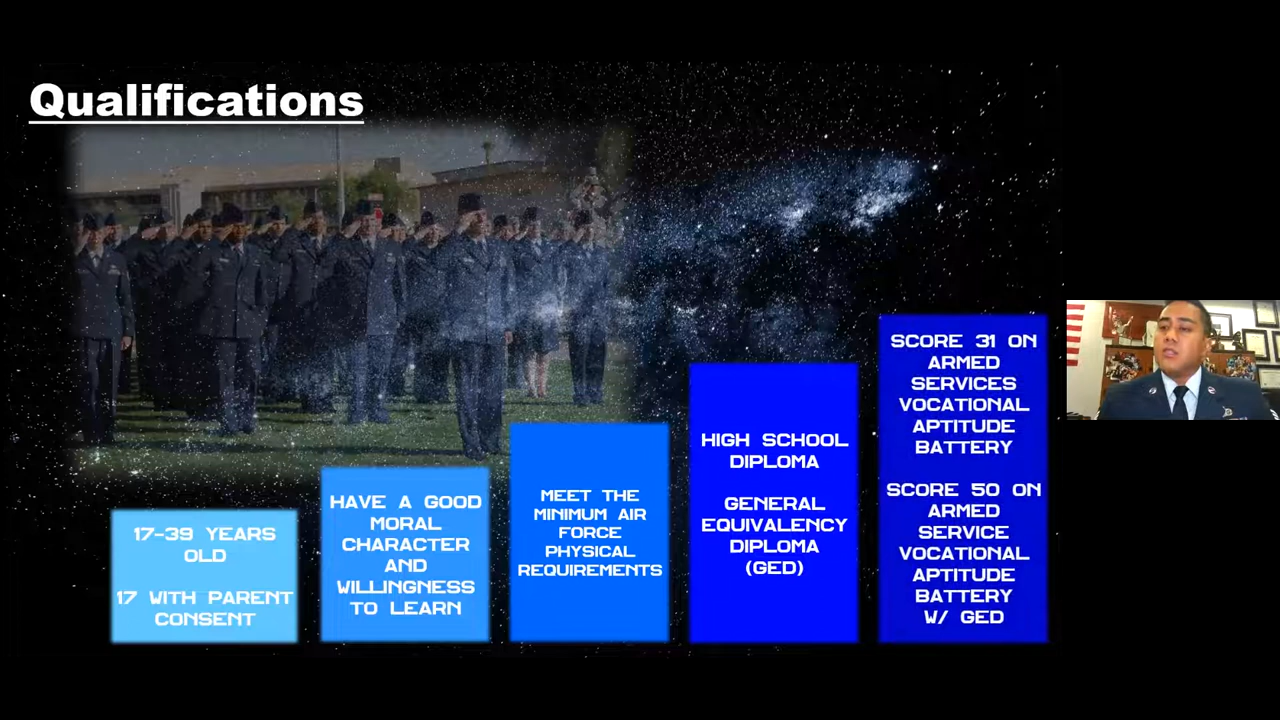 Qualifications
17-39 YEARS
OLD
17 WITH PARENT
CONSENT
HAVE A GOOD
MORAL
CHARACTER
AND
WILLINGNESS
TO LEARN
MEET THE
MINIMUM AIR
FORCE
PHYSICAL
REQUIREMENTS
HIGH SCHOOL
DIPLOMA
GENERAL
EQUIVALENCY
DIPLOMA
(GED)
SCORE 31 ON
ARMED
SERVICES
VOCATIONAL
APTITUDE
BATTERY
SCORE 50 ON
ARMED
SERVICE
VOCATIONAL
APTITUDE
BATTERY
W/ GED